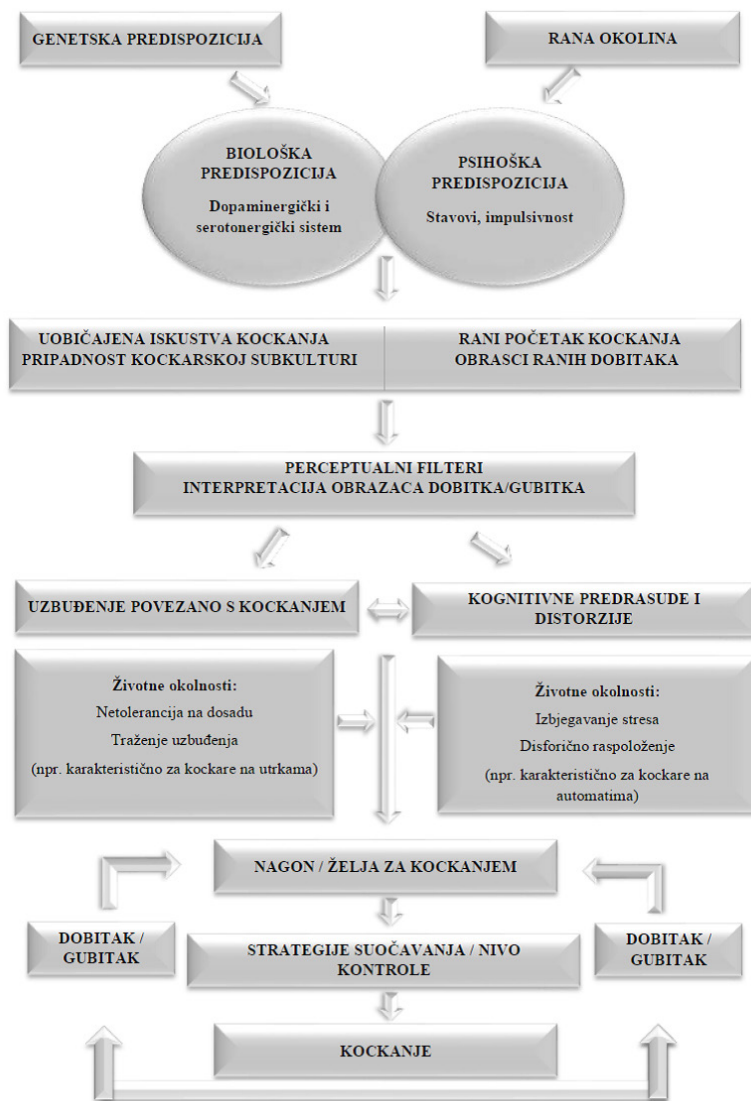 GENETSKA PREDISPOZICIJA
RANA OKOLINA
BIOLOŠKA
PREDISPOZICIJA
Dopaminergički i
serotonergički sistem
PSIHOŠKA
PREDISPOZICIJA
Stavovi, impulsivnost
UOBIČAJENA ISKUSTVA KOCKANJA
PRIPADNOST KOCKARSKOJ SUBKULTURI
RANI POČETAK KOCKANJA
OBRASCI RANIH DOBITAKA
PERCEPTUALNI FILTERI
INTERPRETACIJA OBRAZACA DOBITKA/GUBITKA
UZBUĐENJE POVEZANO S KOCKANJEM
KOGNITIVNE PREDRASUDE I
DISTORZIJE
Životne okolnosti:
Netolerancija na dosadu
Traženje uzbuđenja
(npr. karakteristično za kockare na utrkama)
Životne okolnosti:
Izbjegavanje stresa
Disforično raspoloženje
(npr. karakteristično za kockare na
automatima)
NAGON / ŽELJA ZA KOCKANJEM
DOBITAK /
GUBITAK
STRATEGIJE SUOČAVANJA / NIVO
KONTROLE
DOBITAK /
GUBITAK
KOCKANJE